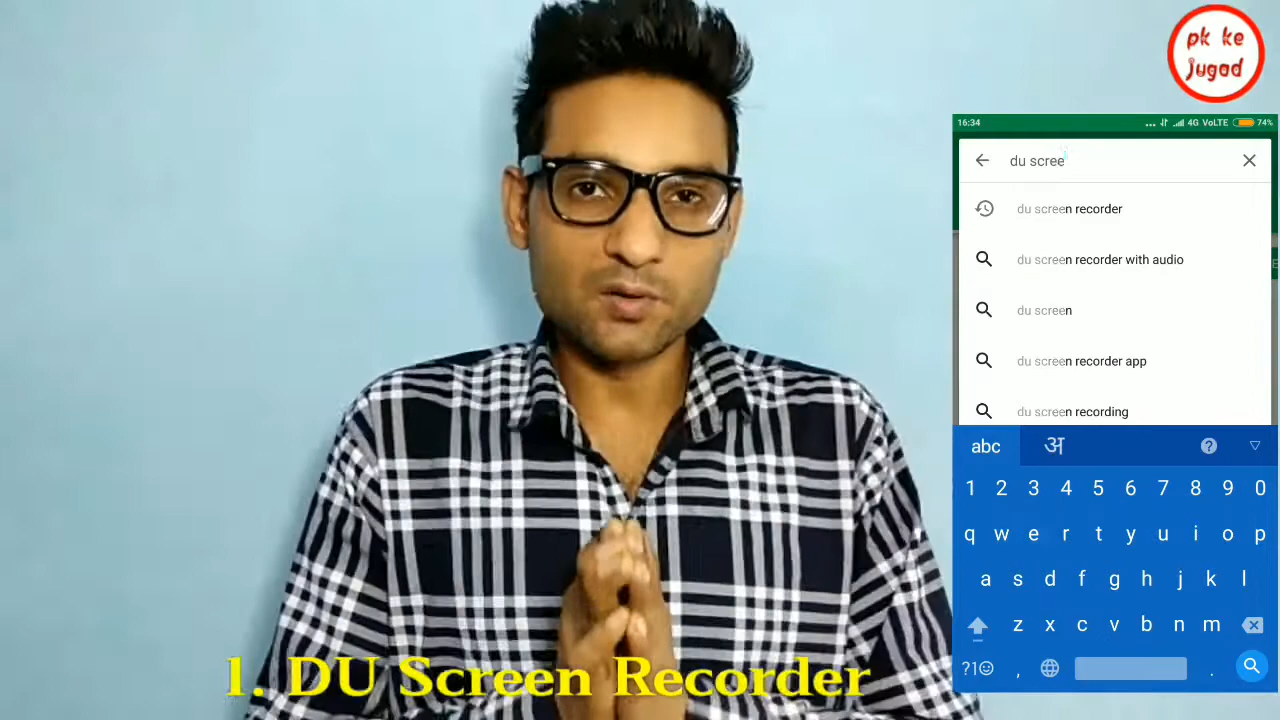 pk ke
jugad
16:34
4G VoLTE 74%
du scree
du screen recorder
du screen recorder with audio
du screen
du screen recorder app
du screen recording
abc अ
1 2 3 4 5 6 7 8 9 0
q w e r t y u i o p
a s d f g h j k l
z x c v b n m
?1 , .
1. DU Screen Recorder